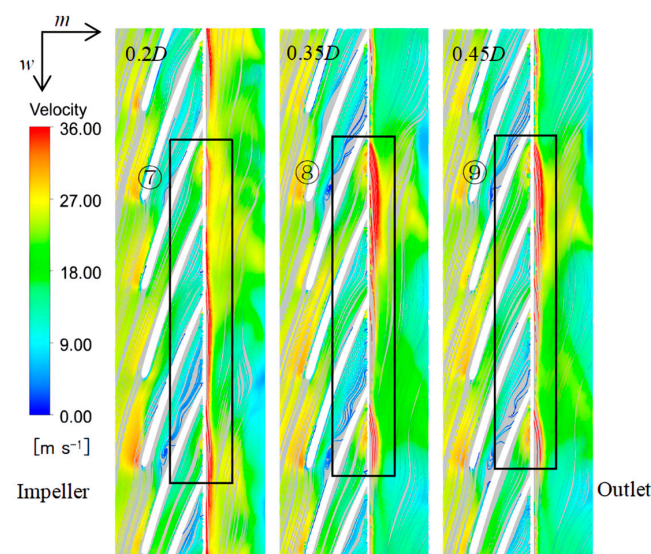 m
w
0.2D
0.35D
0.45D
Velocity
36.00
27.00
18.00
9.00
0.00
[m s⁻¹]
⑦
⑧
⑨
Impeller
Outlet